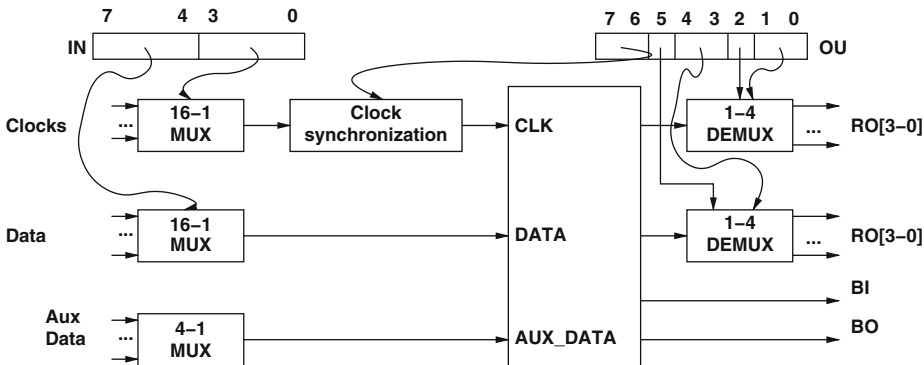 7 4 3 0
7 6 5 4 3 2 1 0
IN
OU
Clocks
...
16–1
MUX
Clock
synchronization
CLK
1–4
DEMUX
...
RO[3–0]
Data
...
16–1
MUX
DATA
1–4
DEMUX
...
RO[3–0]
BI
Aux
Data
...
4–1
MUX
AUX_DATA
BO